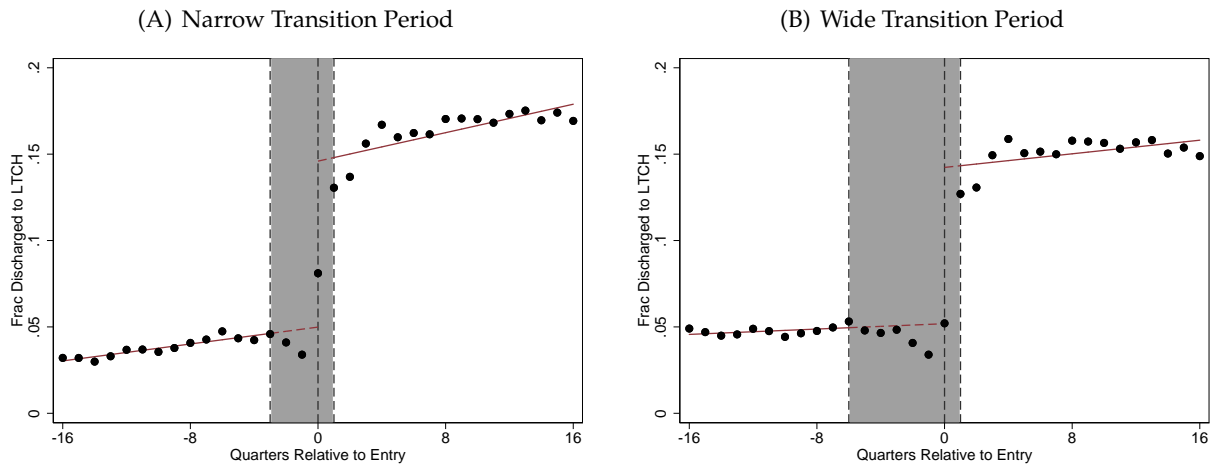 (A) Narrow Transition Period
Frac Discharged to LTCH
.2
.15
.1
.05
0
-16 -8 0 8 16
Quarters Relative to Entry
(B) Wide Transition Period
Frac Discharged to LTCH
.2
.15
.1
.05
0
-16 -8 0 8 16
Quarters Relative to Entry